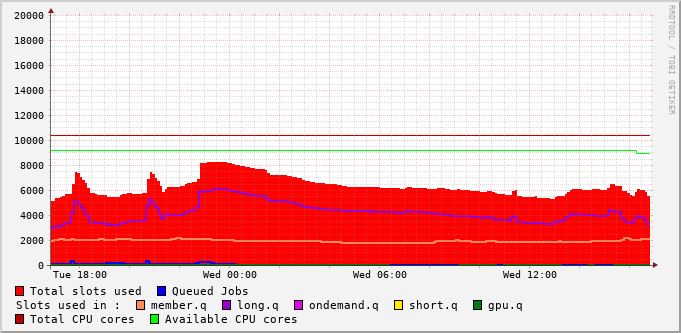 RRDTOOL / TOBI OETIKER
20000
18000
16000
14000
12000
10000
8000
6000
4000
2000
0
Tue 18:00 Wed 00:00 Wed 06:00 Wed 12:00
Total slots used Queued Jobs
Slots used in : member.q long.q ondemand.q short.q gpu.q
Total CPU cores Available CPU cores